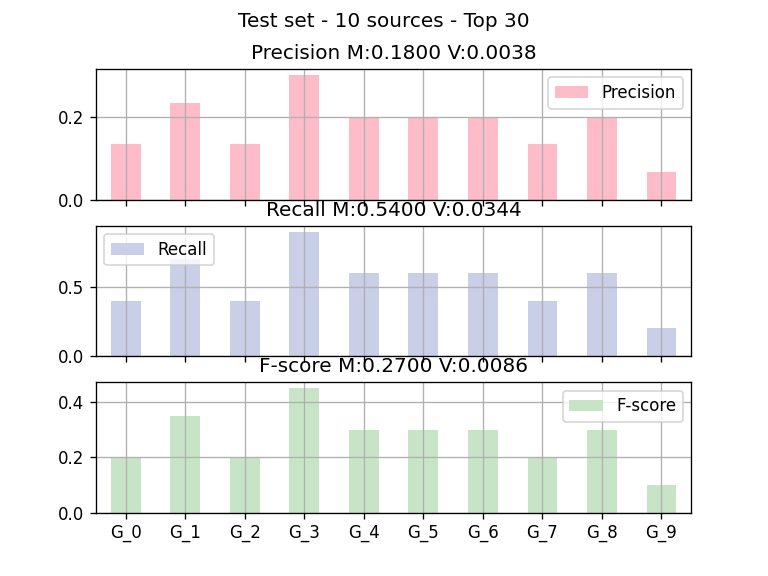 Test set - 10 sources - Top 30
Precision M:0.1800 V:0.0038
Precision
0.2
0.0
Recall M:0.5400 V:0.0344
Recall
0.5
0.0
F-score M:0.2700 V:0.0086
F-score
0.4
0.2
0.0
G_0 G_1 G_2 G_3 G_4 G_5 G_6 G_7 G_8 G_9